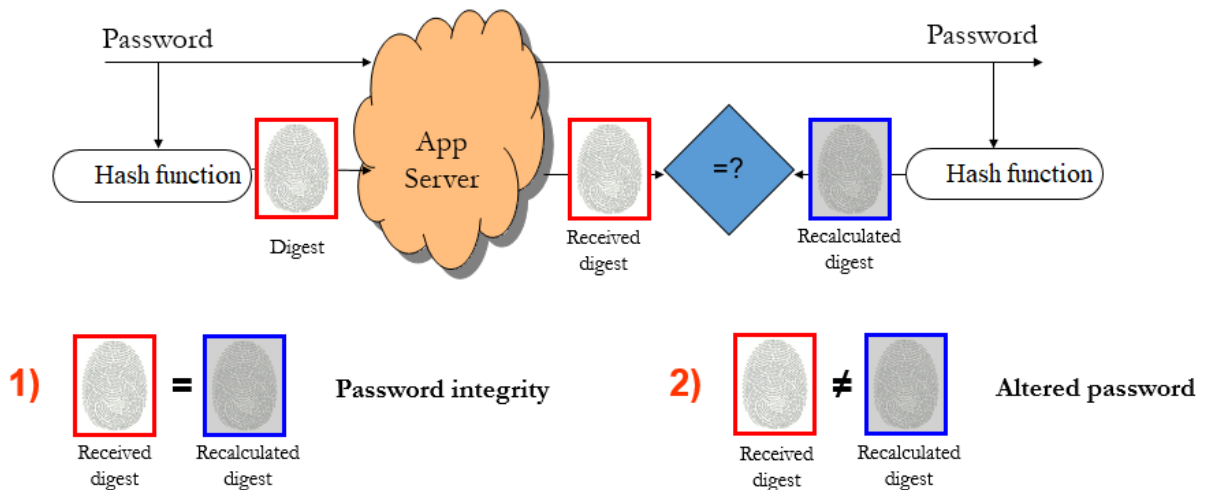 Password
Password
Hash function
App
Server
=?
Hash function
Digest
Received
digest
Recalculated
digest
1)
=
Password integrity
2)
≠
Altered password
Received
digest
Recalculated
digest
Received
digest
Recalculated
digest